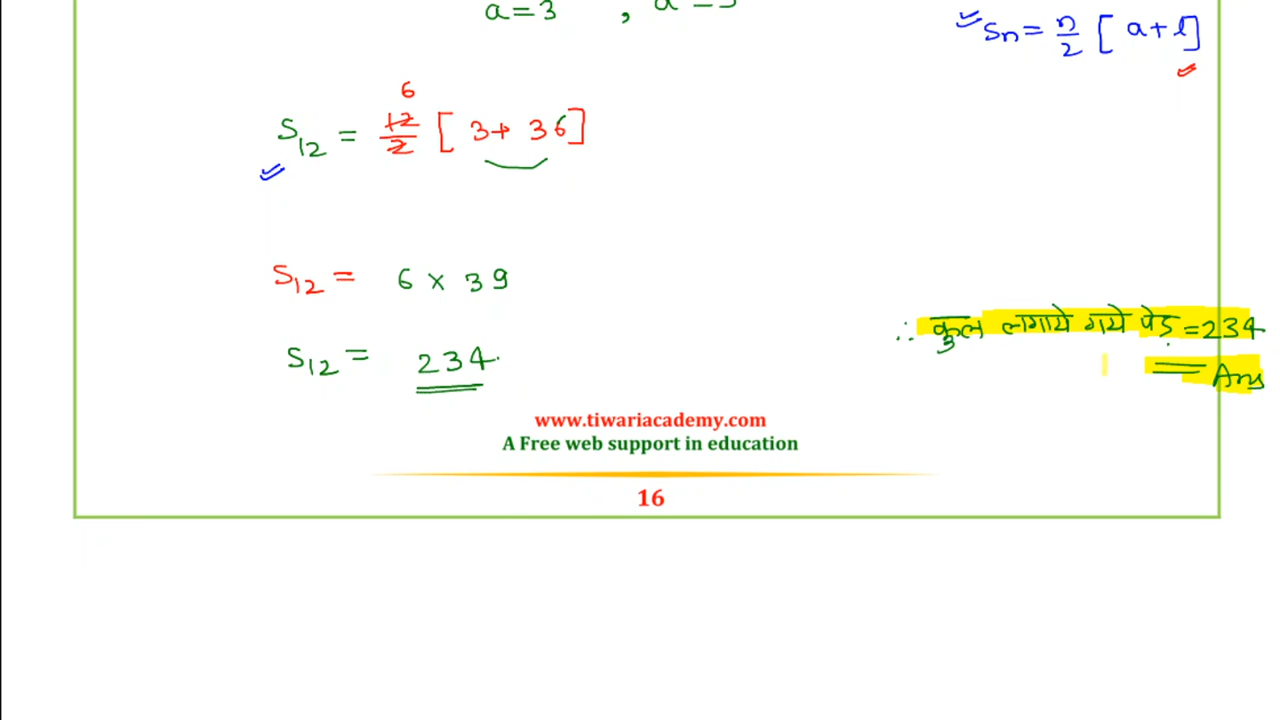 a = 3 , d = 3
Sn = n/2 [ a + l ]
6
S12 = 12/2 [ 3 + 36 ]
S12 = 6 × 39
S12 = 234
∴ कुल लगाये गये पेड़ = 234
Ans
www.tiwariacademy.com
A Free web support in education
16